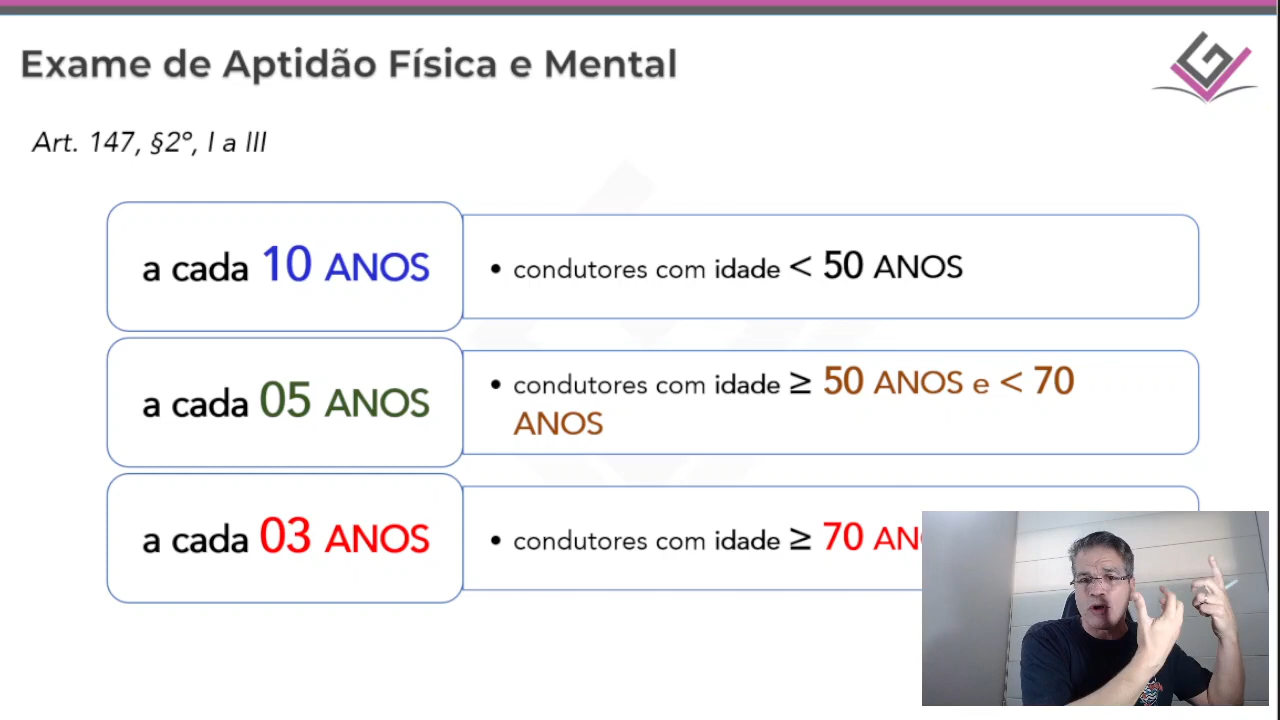 Exame de Aptidão Física e Mental
Art. 147, §2º, I a III
a cada 10 ANOS
• condutores com idade < 50 ANOS
a cada 05 ANOS
• condutores com idade ≥ 50 ANOS e < 70
ANOS
a cada 03 ANOS
• condutores com idade ≥ 70